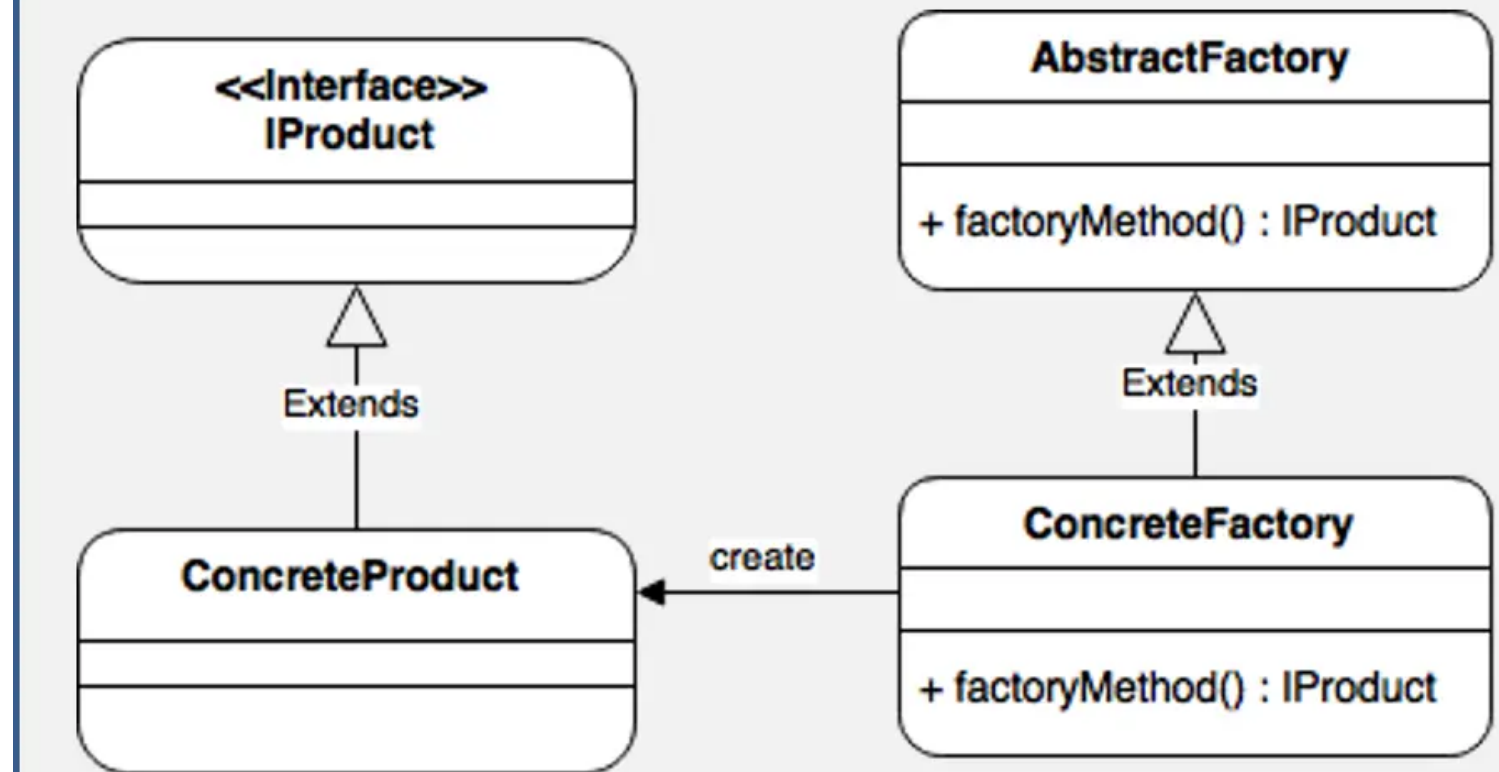 <<Interface>>
IProduct
Extends
ConcreteProduct
create
AbstractFactory
+ factoryMethod() : IProduct
Extends
ConcreteFactory
+ factoryMethod() : IProduct